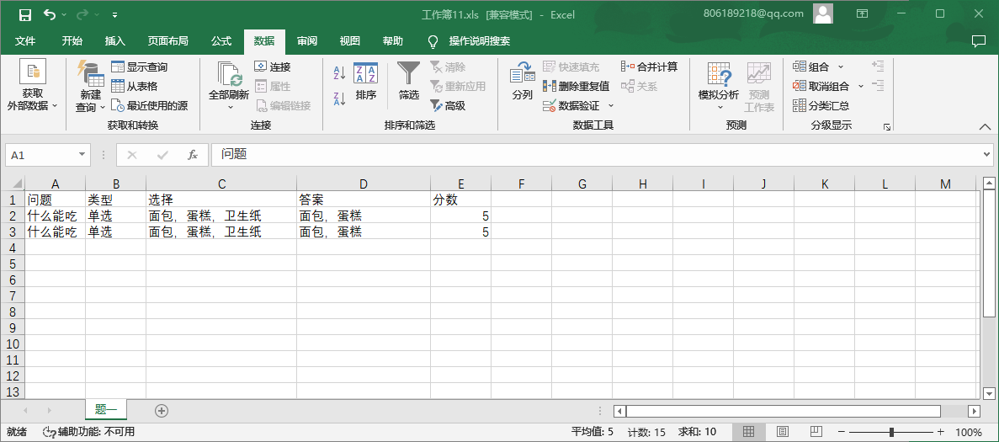 工作簿11.xls [兼容模式] - Excel
806189218@qq.com
文件 开始 插入 页面布局 公式 数据 审阅 视图 帮助 操作说明搜索
获取
外部数据
新建
查询
显示查询
从表格
最近使用的源
获取和转换
全部刷新
连接
属性
编辑链接
连接
排序
筛选
清除
重新应用
高级
排序和筛选
分列
快速填充
删除重复值
数据验证
合并计算
关系
数据工具
模拟分析
预测
工作表
预测
组合
取消组合
分类汇总
分级显示
A1 fx 问题
A B C D E F G H I J K L M
1 问题 类型 选择 答案 分数
2 什么能吃 单选 面包，蛋糕，卫生纸 面包，蛋糕 5
3 什么能吃 单选 面包，蛋糕，卫生纸 面包，蛋糕 5
4
5
6
7
8
9
10
11
12
13
题一
就绪 辅助功能: 不可用 平均值: 5 计数: 15 求和: 10 100%